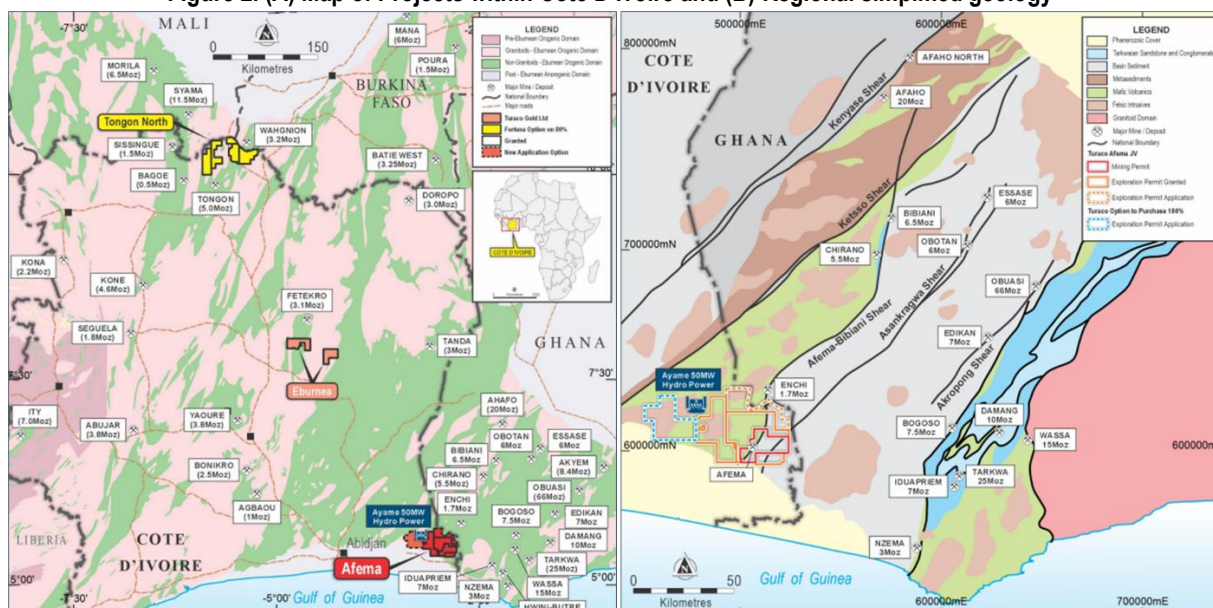 Figure 2: (A) Map of Projects within Cote D'Ivoire and (B) Regional simplified geology
-7°30'
-5°00'
MALI
0
150
Kilometres
MANA
(6Moz)
POURA
(1.5Moz)
MORILA
(6.5Moz)
SYAMA
(11.5Moz)
BURKINA
FASO
Tongon North
WAHGNION
(3.2Moz)
SISSINGUE
(1.5Moz)
BATIE WEST
(3.25Moz)
BAGOE
(0.5Moz)
TONGON
(5.0Moz)
DOROPO
(3.0Moz)
KONA
(2.2Moz)
KONE
(4.6Moz)
FETEKRO
(3.1Moz)
SEGUELA
(1.8Moz)
TANDA
(3Moz)
GHANA
7°30'
-7°30'
Eburnea
ITY
(7.0Moz)
ABUJAR
(3.8Moz)
YAOURE
(3.8Moz)
AHAFO
(20Moz)
OBOTAN
6Moz
ESSASE
6Moz
BIBIANI
6.5Moz
AKYEM
(8.4Moz)
BONIKRO
(2.5Moz)
CHIRANO
(5.5Moz)
OBUASI
(66Moz)
ENCHI
1.7Moz
AGBAOU
(1Moz)
BOGOSO
7.5Moz
EDIKAN
7Moz
Ayame 50MW
Hydro Power
DAMANG
10Moz
LIBERIA
COTE
D'IVOIRE
Abidjan
Afema
TARKWA
(25Moz)
IDUAPRIEM
7Moz
NZEMA
3Moz
WASSA
15Moz
HWINI-BUTRE
5°00'
-7°30'
-5°00'
5°00'
Gulf of Guinea
LEGEND
Pre-Eburnean Orogenic Domain
Granitoids - Eburnean Orogenic Domain
Non-Granitoids - Eburnean Orogenic Domain
Post - Eburnean Anorogenic Domain
Major Mine / Deposit
National Boundary
Major roads
Turaco Gold Ltd
Fortuna Option on 80%
Granted
New Application Option
COTE D'IVOIRE
500000mE
600000mE
800000mN
COTE
D'IVOIRE
AFAHO NORTH
Kenyase Shear
AFAHO
20Moz
GHANA
Ketsso Shear
ESSASE
6Moz
BIBIANI
6.5Moz
OBOTAN
6Moz
700000mN
CHIRANO
5.5Moz
OBUASI
66Moz
Afema-Bibiani Shear
Asankragwa Shear
EDIKAN
7Moz
Akropong Shear
Ayame 50MW
Hydro Power
ENCHI
1.7Moz
DAMANG
10Moz
BOGOSO
7.5Moz
WASSA
15Moz
600000mN
600000mN
AFEMA
TARKWA
25Moz
IDUAPRIEM
7Moz
NZEMA
3Moz
0
50
Kilometres
Gulf of Guinea
600000mE
700000mE
LEGEND
Phanerozoic Cover
Tarkwaian Sandstone and Conglomerate
Basin Sediment
Metasediments
Mafic Volcanics
Felsic Intrusives
Granitoid Domain
Major Mine / Deposit
National Boundary
Turaco Afema JV
Mining Permit
Exploration Permit Granted
Exploration Permit Application
Turaco Option to Purchase 100%
Exploration Permit Application